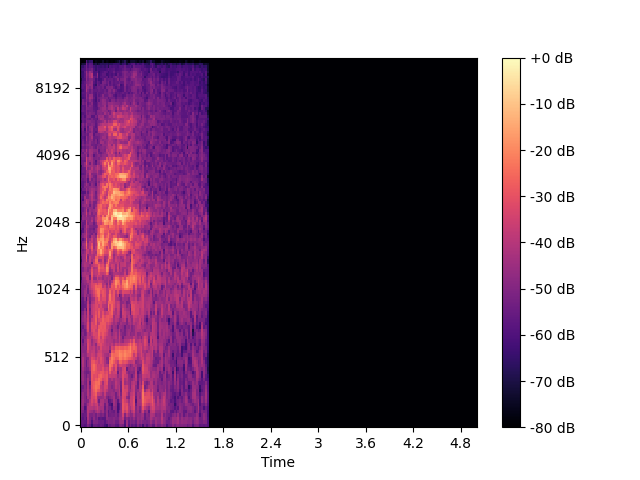 8192
4096
2048
1024
512
0
Hz
0 0.6 1.2 1.8 2.4 3 3.6 4.2 4.8
Time
+0 dB
-10 dB
-20 dB
-30 dB
-40 dB
-50 dB
-60 dB
-70 dB
-80 dB